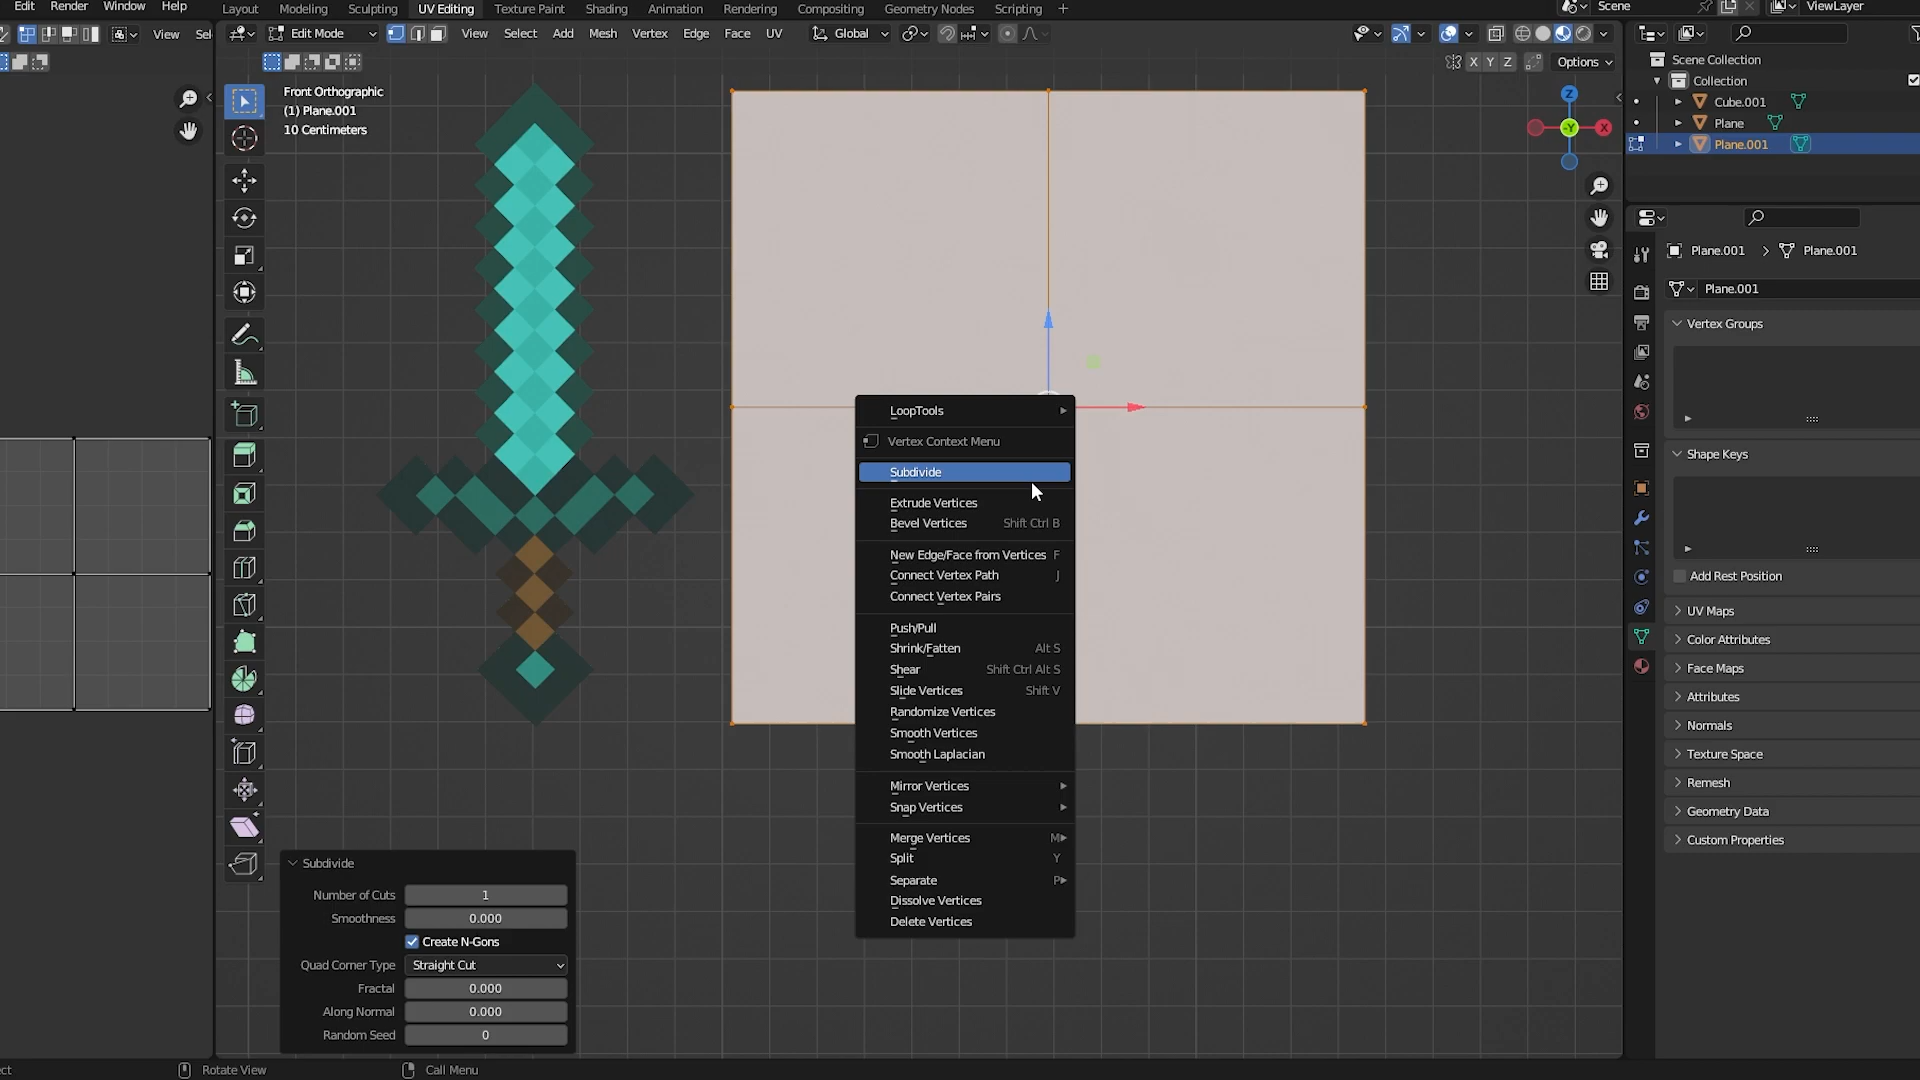 Edit Render Window Help
Layout Modeling Sculpting UV Editing Texture Paint Shading Animation Rendering Compositing Geometry Nodes Scripting +
Scene
ViewLayer
View
Edit Mode
View Select Add Mesh Vertex Edge Face UV
Global
X Y Z
Options
Front Orthographic
(1) Plane.001
10 Centimeters
Z
-Y
X
LoopTools
Vertex Context Menu
Subdivide
Extrude Vertices
Bevel Vertices Shift Ctrl B
New Edge/Face from Vertices F
Connect Vertex Path J
Connect Vertex Pairs
Push/Pull
Shrink/Fatten Alt S
Shear Shift Ctrl Alt S
Slide Vertices Shift V
Randomize Vertices
Smooth Vertices
Smooth Laplacian
Mirror Vertices
Snap Vertices
Merge Vertices M
Split Y
Separate P
Dissolve Vertices
Delete Vertices
Subdivide
Number of Cuts 1
Smoothness 0.000
Create N-Gons
Quad Corner Type Straight Cut
Fractal 0.000
Along Normal 0.000
Random Seed 0
Scene Collection
Collection
Cube.001
Plane
Plane.001
Plane.001 > Plane.001
Plane.001
Vertex Groups
Shape Keys
Add Rest Position
UV Maps
Color Attributes
Face Maps
Attributes
Normals
Texture Space
Remesh
Geometry Data
Custom Properties
Rotate View
Call Menu